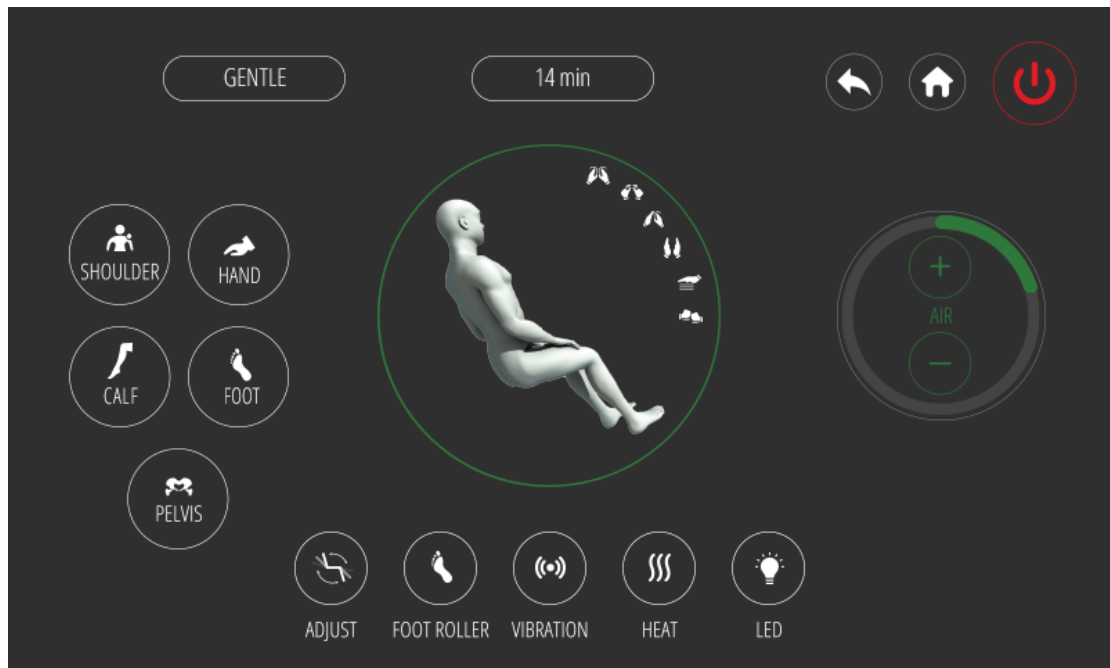 GENTLE
14 min
SHOULDER
HAND
CALF
FOOT
PELVIS
AIR
ADJUST
FOOT ROLLER
VIBRATION
HEAT
LED